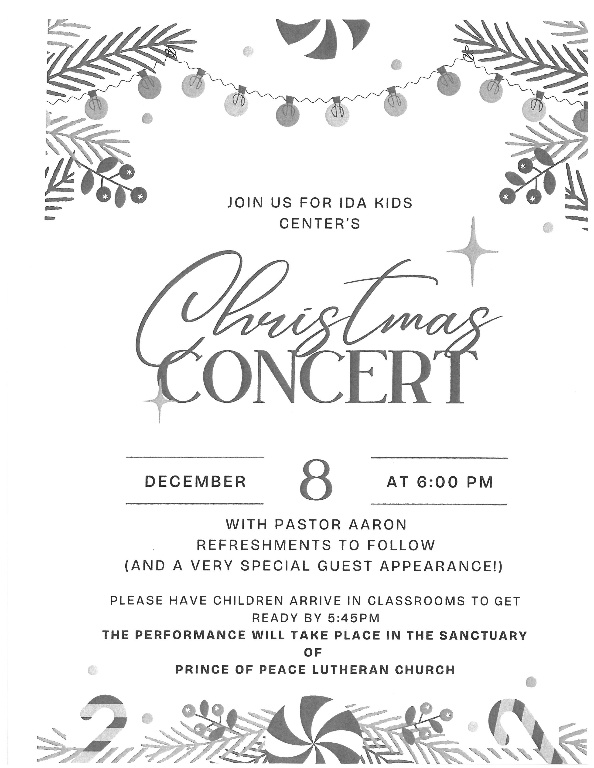 JOIN US FOR IDA KIDS
CENTER'S
Christmas
CONCERT
DECEMBER 8 AT 6:00 PM
WITH PASTOR AARON
REFRESHMENTS TO FOLLOW
(AND A VERY SPECIAL GUEST APPEARANCE!)
PLEASE HAVE CHILDREN ARRIVE IN CLASSROOMS TO GET
READY BY 5:45PM
THE PERFORMANCE WILL TAKE PLACE IN THE SANCTUARY
OF
PRINCE OF PEACE LUTHERAN CHURCH